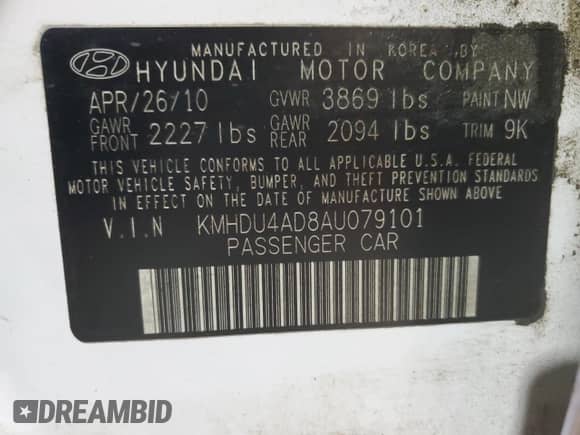 MANUFACTURED IN KOREA BY
HYUNDAI MOTOR COMPANY
APR/26/10 GVWR 3869 lbs PAINT NW
GAWR FRONT 2227 lbs GAWR REAR 2094 lbs TRIM 9K
THIS VEHICLE CONFORMS TO ALL APPLICABLE U.S.A. FEDERAL
MOTOR VEHICLE SAFETY, BUMPER, AND THEFT PREVENTION STANDARDS
IN EFFECT ON THE DATE OF MANUFACTURE SHOWN ABOVE
V.I.N KMHDU4AD8AU079101
PASSENGER CAR
DREAMBID